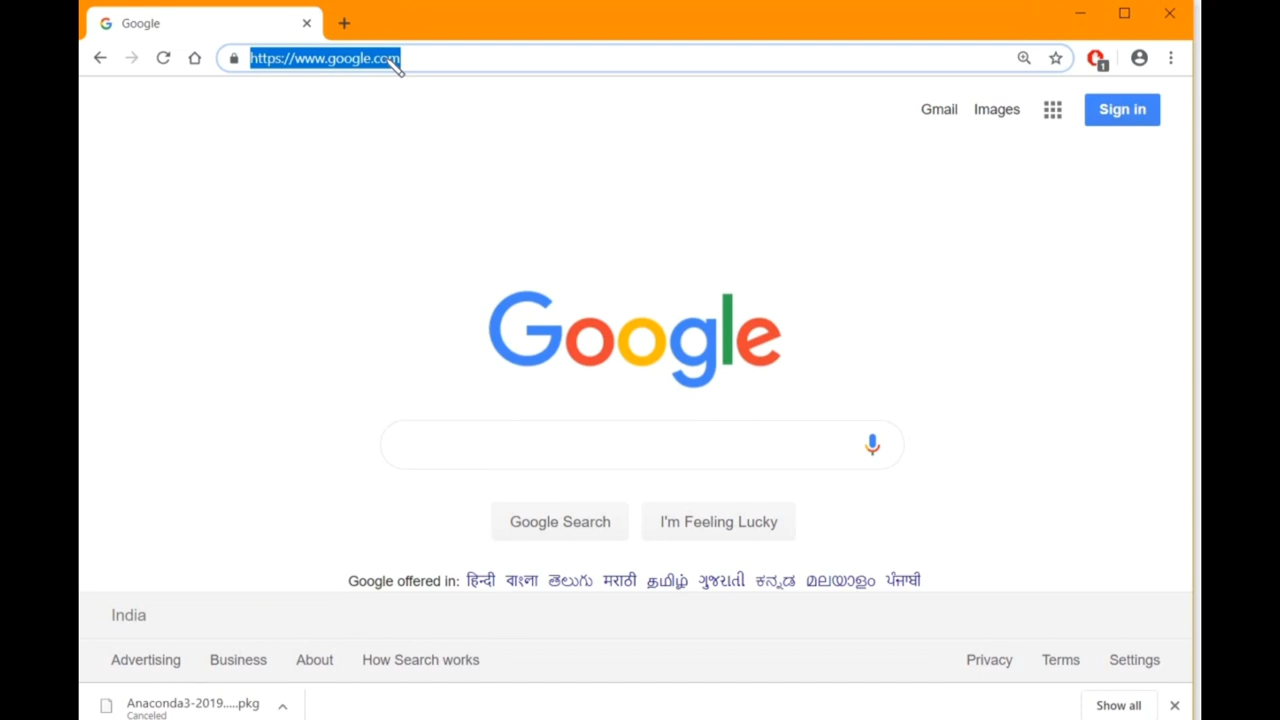 Google
https://www.google.com
1
Gmail Images Sign in
Google
Google Search I'm Feeling Lucky
Google offered in: हिन्दी বাংলা తెలుగు मराठी தமிழ் ગુજરાતી ಕನ್ನಡ മലയാളം ਪੰਜਾਬੀ
India
Advertising Business About How Search works Privacy Terms Settings
Anaconda3-2019.....pkg Show all
Canceled